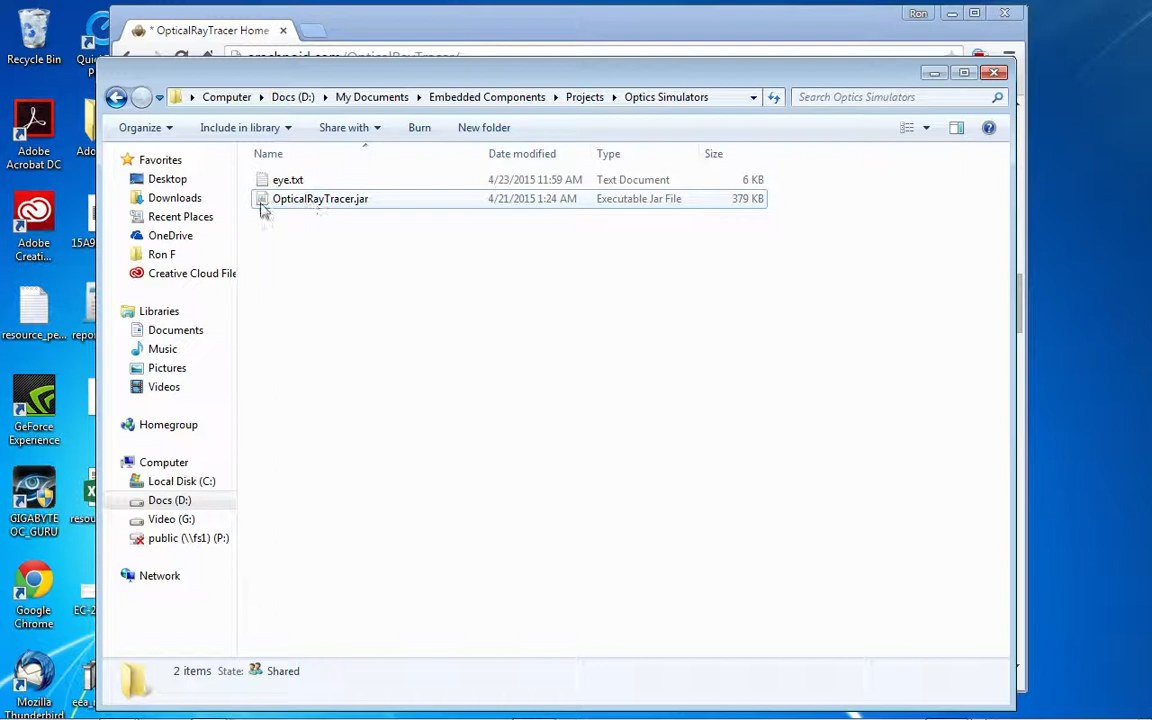 Recycle Bin
Adobe
Acrobat DC
Adobe
Creati...
resource_pe...
GeForce
Experience
GIGABYTE
OC_GURU
Google
Chrome
Mozilla
Thunderbird
* OpticalRayTracer Home
Ron
Computer
Docs (D:)
My Documents
Embedded Components
Projects
Optics Simulators
Search Optics Simulators
Organize
Include in library
Share with
Burn
New folder
Name
Date modified
Type
Size
eye.txt
4/23/2015 11:59 AM
Text Document
6 KB
OpticalRayTracer.jar
4/21/2015 1:24 AM
Executable Jar File
379 KB
Favorites
Desktop
Downloads
Recent Places
OneDrive
Ron F
Creative Cloud File
Libraries
Documents
Music
Pictures
Videos
Homegroup
Computer
Local Disk (C:)
Docs (D:)
Video (G:)
public (\\fs1) (P:)
Network
2 items
State:
Shared